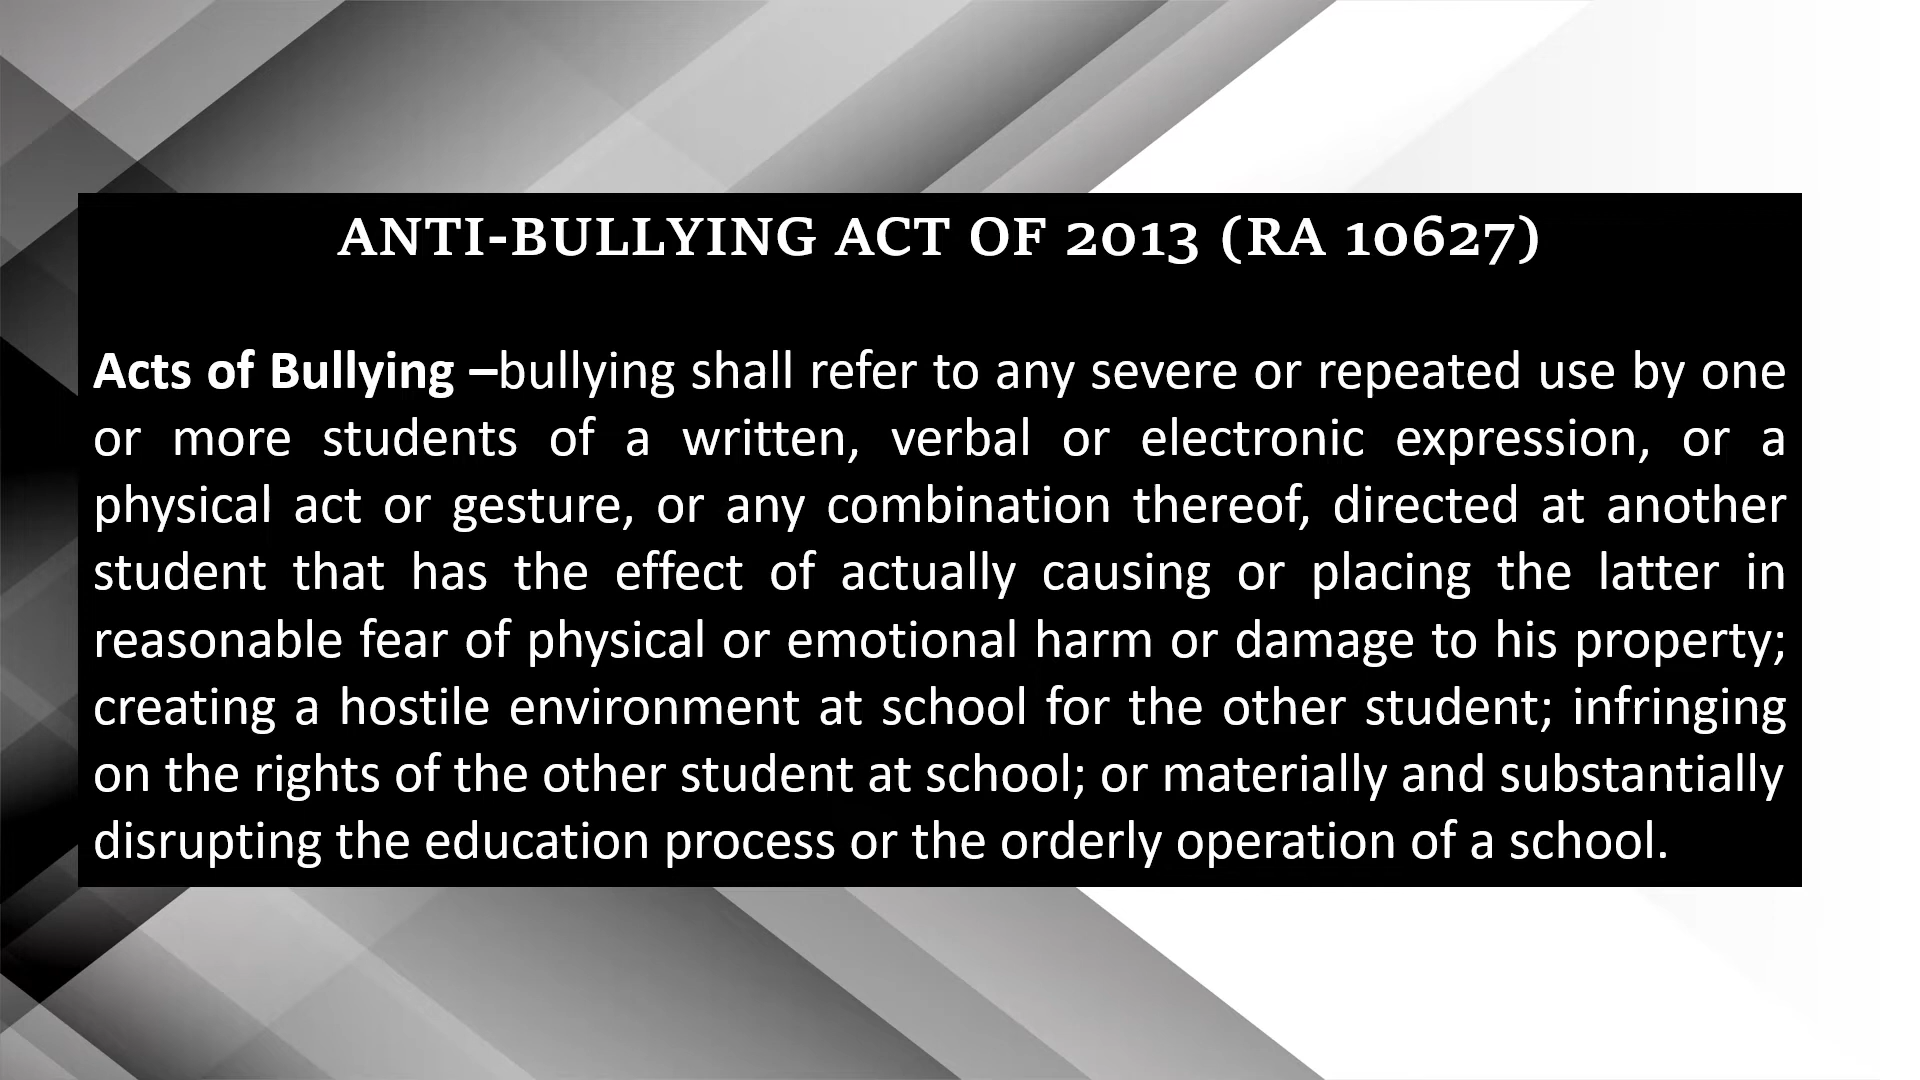 ANTI-BULLYING ACT OF 2013 (RA 10627)
Acts of Bullying –bullying shall refer to any severe or repeated use by one
or more students of a written, verbal or electronic expression, or a
physical act or gesture, or any combination thereof, directed at another
student that has the effect of actually causing or placing the latter in
reasonable fear of physical or emotional harm or damage to his property;
creating a hostile environment at school for the other student; infringing
on the rights of the other student at school; or materially and substantially
disrupting the education process or the orderly operation of a school.